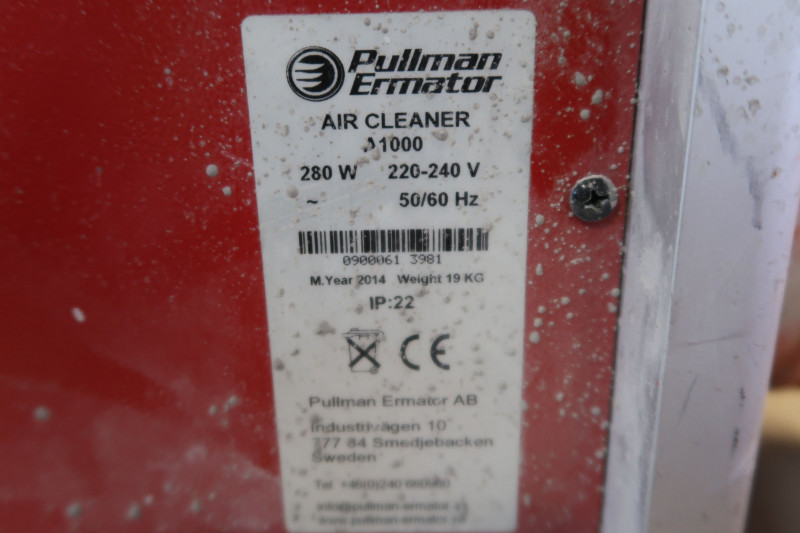 Pullman
Ermator
AIR CLEANER
A1000
280 W 220-240 V
~ 50/60 Hz
0900061 3981
M.Year 2014 Weight 19 KG
IP:22
CE
Pullman Ermator AB
Industrivägen 10
777 84 Smedjebacken
Sweden
Tel